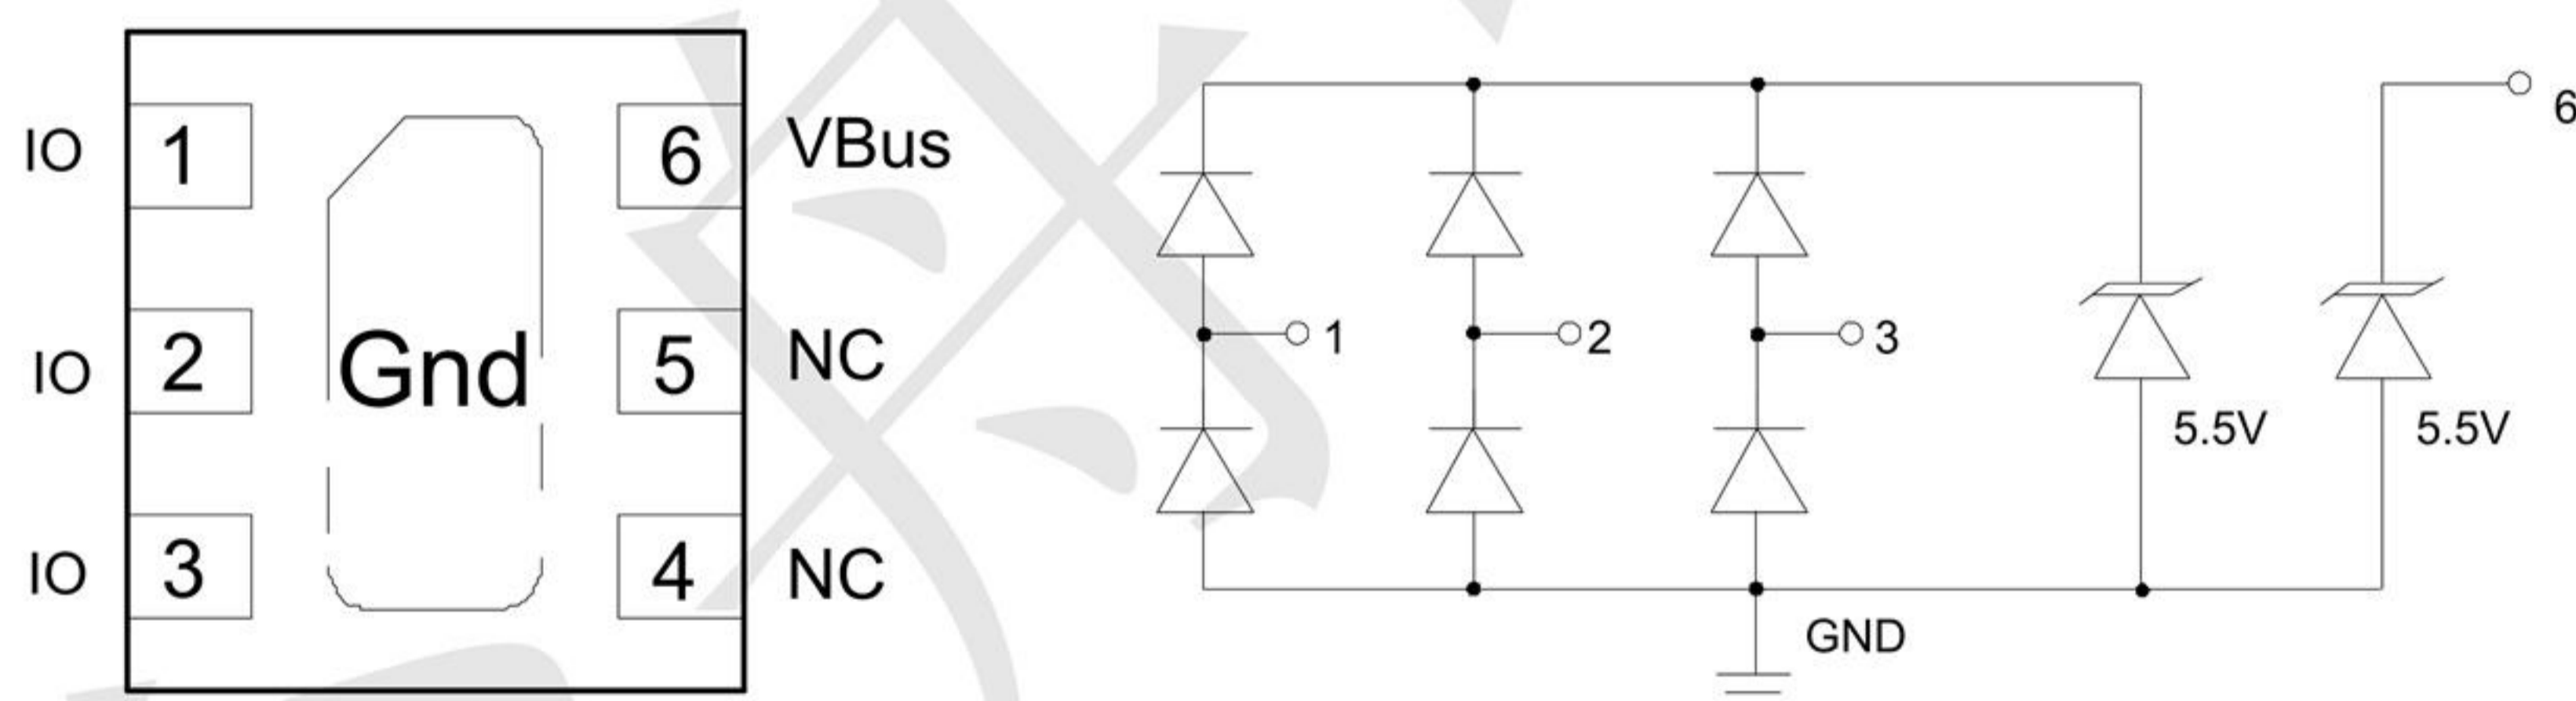 IO 1 6 VBus
IO 2 Gnd 5 NC
IO 3 4 NC
6
1 2 3
5.5V 5.5V
GND